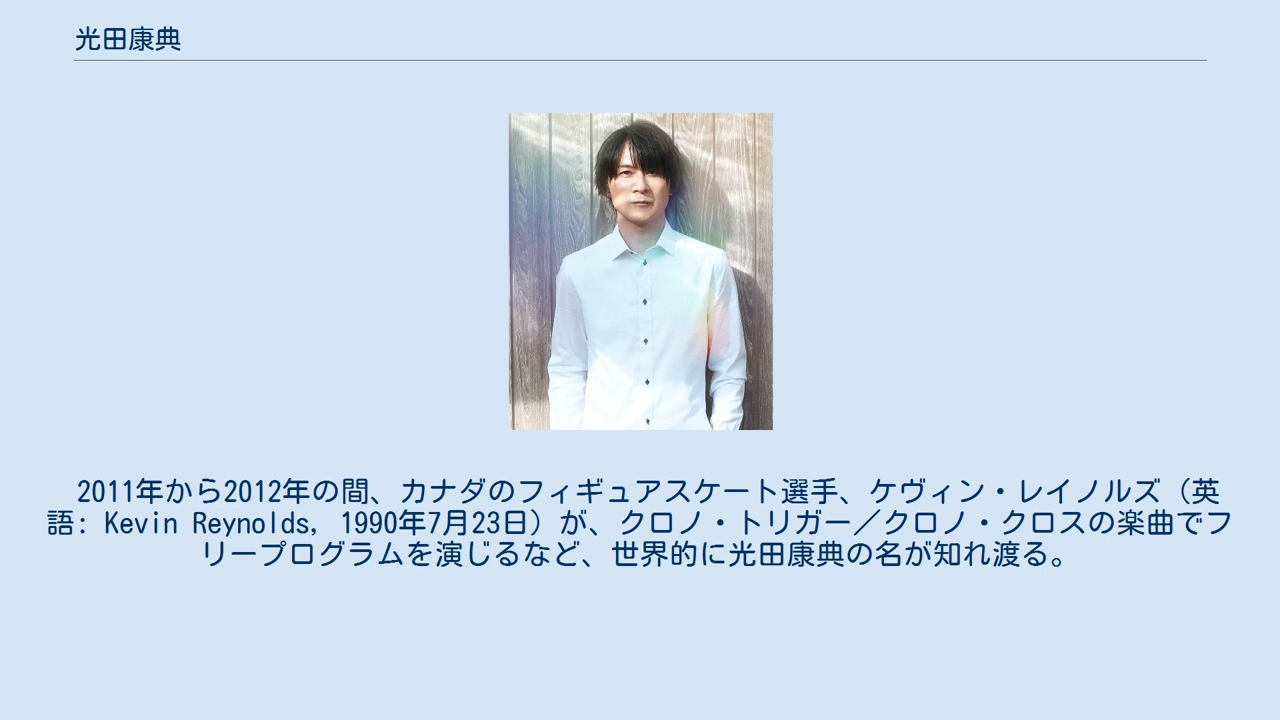 光田康典
2011年から2012年の間、カナダのフィギュアスケート選手、ケヴィン・レイノルズ（英
語: Kevin Reynolds, 1990年7月23日）が、クロノ・トリガー／クロノ・クロスの楽曲でフ
リープログラムを演じるなど、世界的に光田康典の名が知れ渡る。